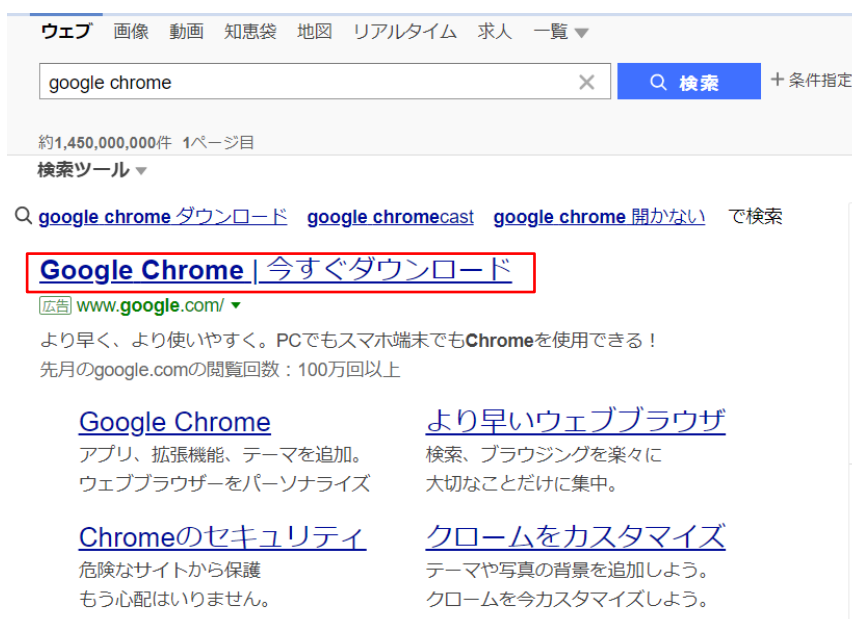 ウェブ 画像 動画 知恵袋 地図 リアルタイム 求人 一覧▼
google chrome × 検索 +条件指定
約1,450,000,000件 1ページ目
検索ツール▼
google chrome ダウンロード google chromecast google chrome 開かない で検索
Google Chrome | 今すぐダウンロード
広告 www.google.com/ ▼
より早く、より使いやすく。PCでもスマホ端末でもChromeを使用できる！
先月のgoogle.comの閲覧回数：100万回以上
Google Chrome より早いウェブブラウザ
アプリ、拡張機能、テーマを追加。 検索、ブラウジングを楽々に
ウェブブラウザーをパーソナライズ 大切なことだけに集中。
Chromeのセキュリティ クロームをカスタマイズ
危険なサイトから保護 テーマや写真の背景を追加しよう。
もう心配はいりません。 クロームを今カスタマイズしよう。